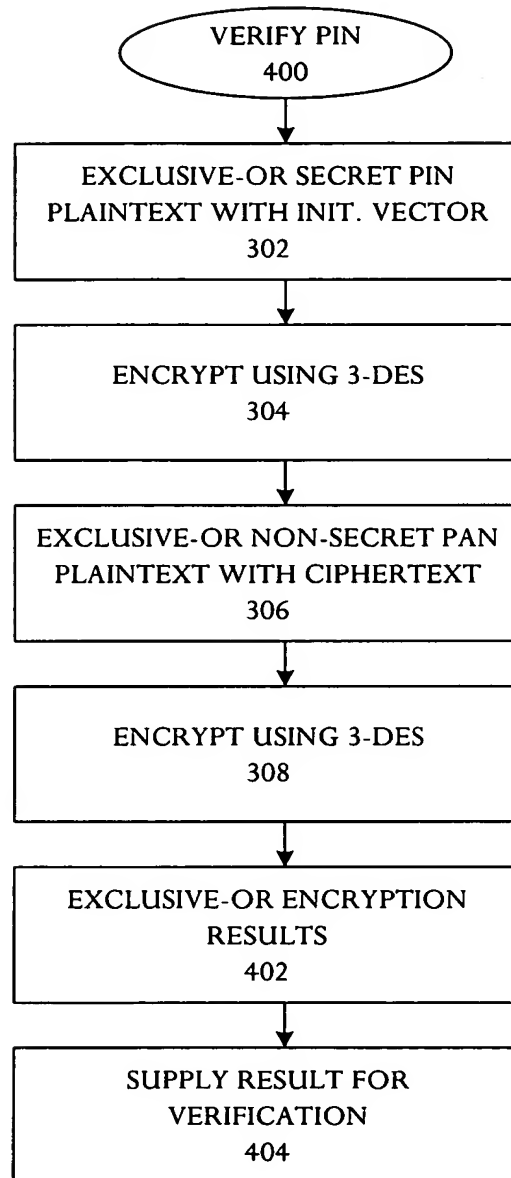 VERIFY PIN
400
EXCLUSIVE-OR SECRET PIN
PLAINTEXT WITH INIT. VECTOR
302
ENCRYPT USING 3-DES
304
EXCLUSIVE-OR NON-SECRET PAN
PLAINTEXT WITH CIPHERTEXT
306
ENCRYPT USING 3-DES
308
EXCLUSIVE-OR ENCRYPTION
RESULTS
402
SUPPLY RESULT FOR
VERIFICATION
404